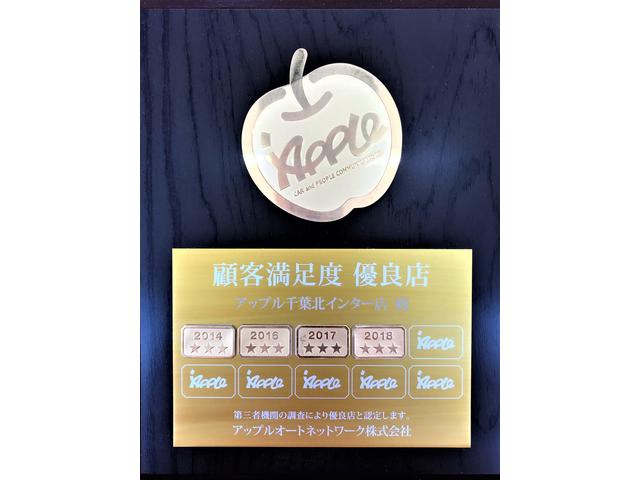 Apple
CAR and PEOPLE COMMUNICATION
顧客満足度 優良店
アップル千葉北インター店 様
2014 2016 2017 2018 Apple
★★★ ★★★ ★★★ ★★★
Apple Apple Apple Apple Apple
第三者機関の調査により優良店と認定します。
アップルオートネットワーク株式会社